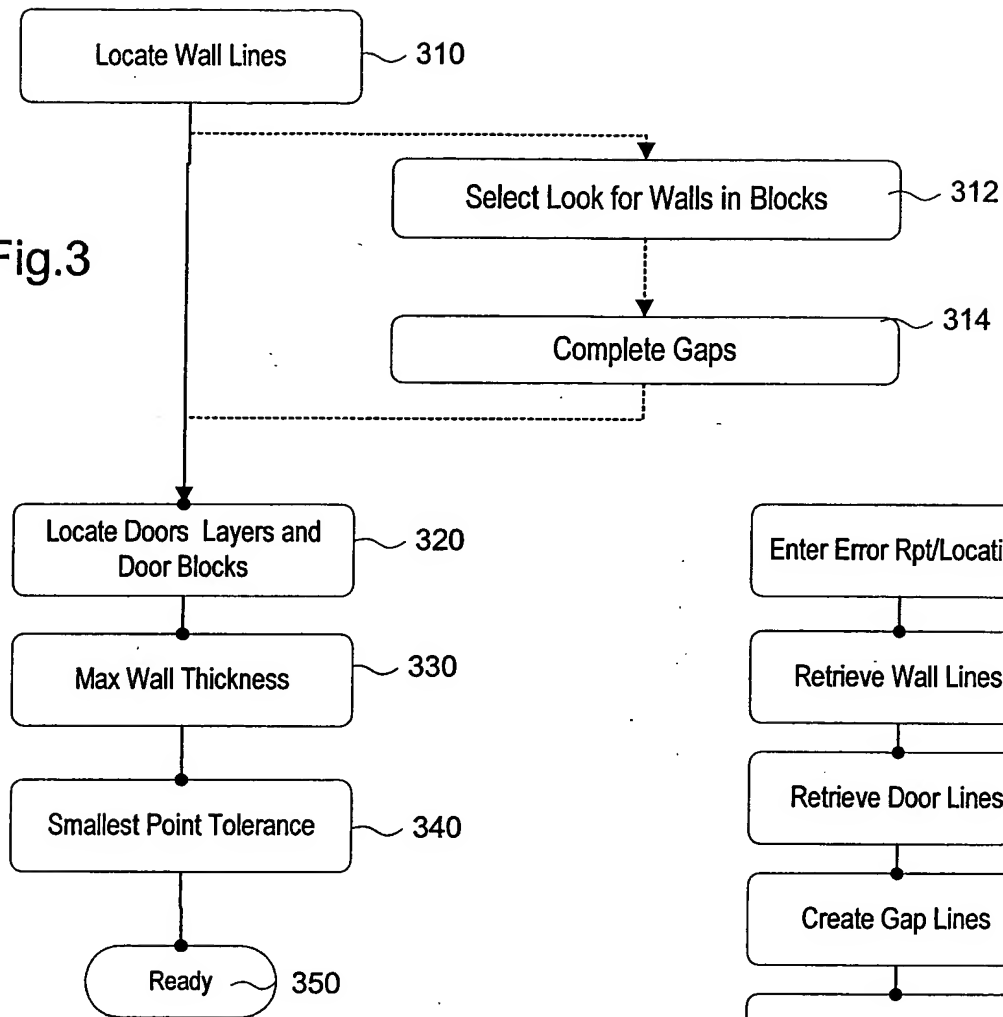 Locate Wall Lines
310
Select Look for Walls in Blocks
312
Fig.3
Complete Gaps
314
Locate Doors Layers and
Door Blocks
320
Max Wall Thickness
330
Smallest Point Tolerance
340
Ready
350
Enter Error Rpt/Locati
Retrieve Wall Lines
Retrieve Door Lines
Create Gap Lines